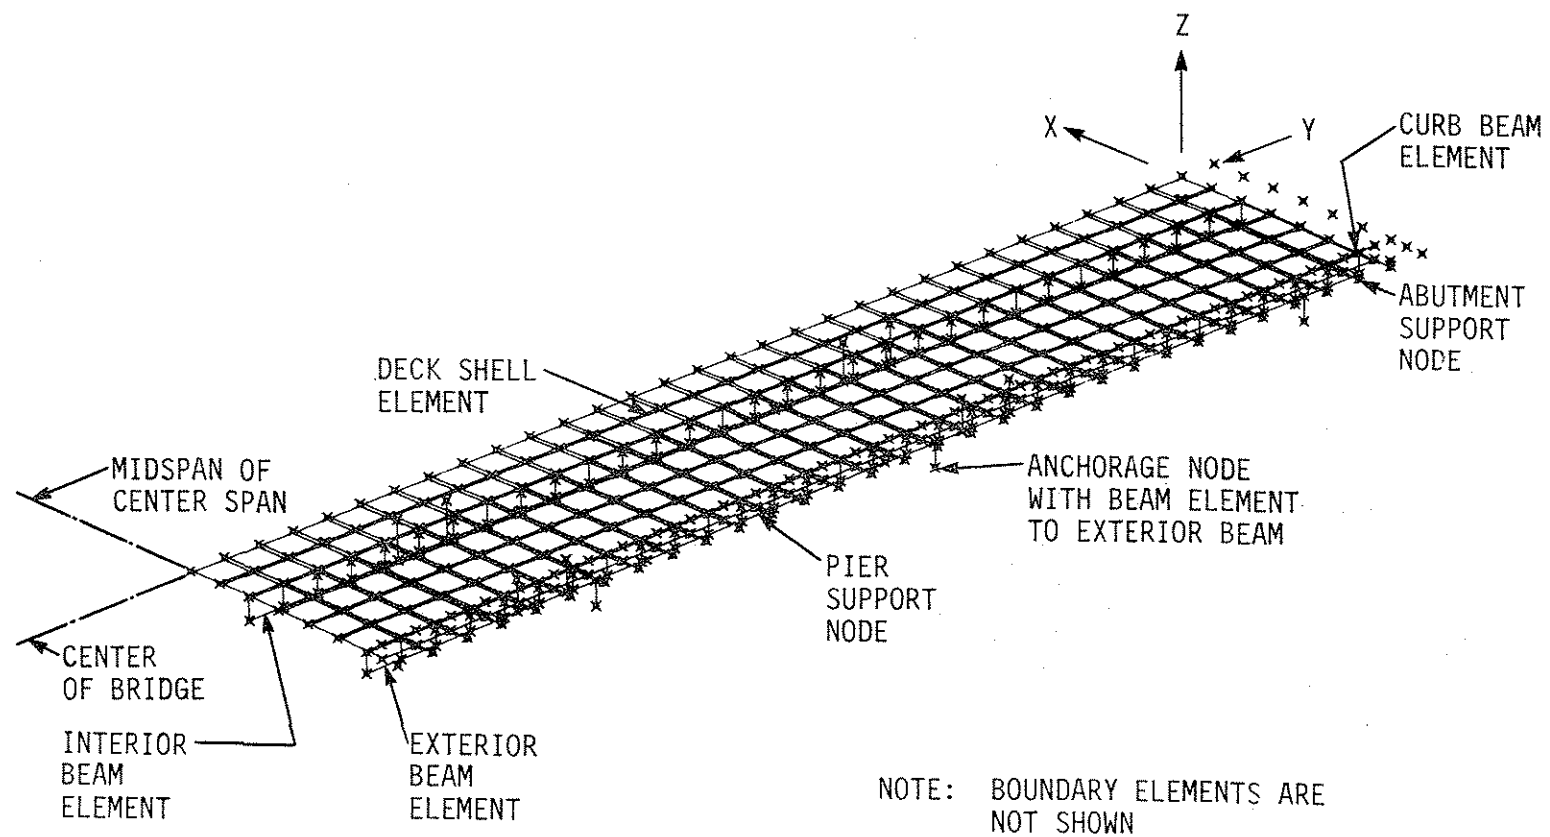 Z
X
Y
CURB BEAM
ELEMENT
ABUTMENT
SUPPORT
NODE
DECK SHELL
ELEMENT
MIDSPAN OF
CENTER SPAN
ANCHORAGE NODE
WITH BEAM ELEMENT
TO EXTERIOR BEAM
PIER
SUPPORT
NODE
CENTER
OF BRIDGE
INTERIOR
BEAM
ELEMENT
EXTERIOR
BEAM
ELEMENT
NOTE: BOUNDARY ELEMENTS ARE
NOT SHOWN